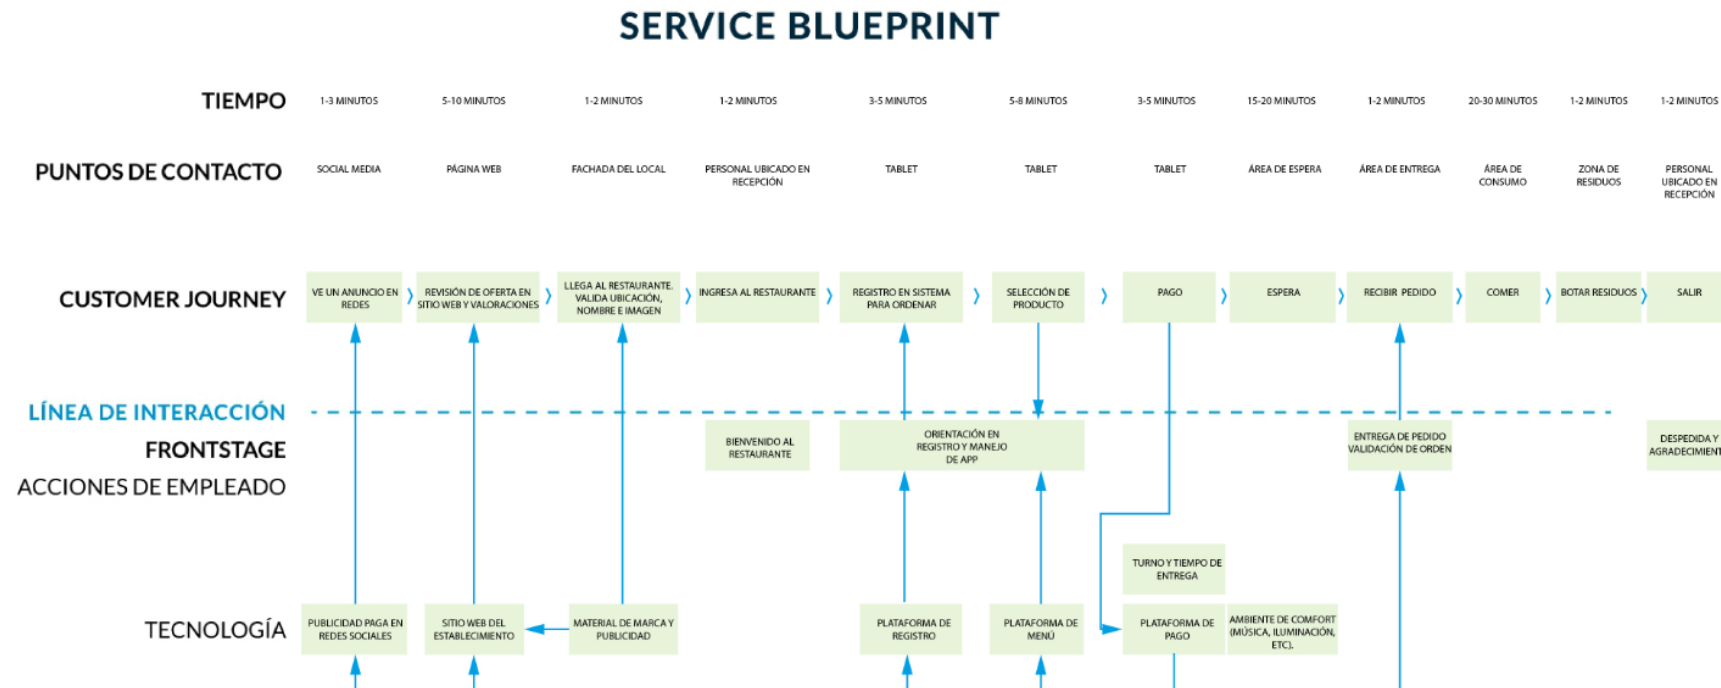 SERVICE BLUEPRINT
TIEMPO
1-3 MINUTOS
5-10 MINUTOS
1-2 MINUTOS
1-2 MINUTOS
3-5 MINUTOS
5-8 MINUTOS
3-5 MINUTOS
15-20 MINUTOS
1-2 MINUTOS
20-30 MINUTOS
1-2 MINUTOS
1-2 MINUTOS
PUNTOS DE CONTACTO
SOCIAL MEDIA
PÁGINA WEB
FACHADA DEL LOCAL
PERSONAL UBICADO EN
RECEPCIÓN
TABLET
TABLET
TABLET
ÁREA DE ESPERA
ÁREA DE ENTREGA
ÁREA DE
CONSUMO
ZONA DE
RESIDUOS
PERSONAL
UBICADO EN
RECEPCIÓN
CUSTOMER JOURNEY
VE UN ANUNCIO EN
REDES
REVISIÓN DE OFERTA EN
SITIO WEB Y VALORACIONES
LLEGA AL RESTAURANTE.
VALIDA UBICACIÓN,
NOMBRE E IMAGEN
INGRESA AL RESTAURANTE
REGISTRO EN SISTEMA
PARA ORDENAR
SELECCIÓN DE
PRODUCTO
PAGO
ESPERA
RECIBIR PEDIDO
COMER
BOTAR RESIDUOS
SALIR
LÍNEA DE INTERACCIÓN
FRONTSTAGE
ACCIONES DE EMPLEADO
BIENVENIDO AL
RESTAURANTE
ORIENTACIÓN EN
REGISTRO Y MANEJO
DE APP
ENTREGA DE PEDIDO
VALIDACIÓN DE ORDEN
DESPEDIDA Y
AGRADECIMIENT
TURNO Y TIEMPO DE
ENTREGA
TECNOLOGÍA
PUBLICIDAD PAGA EN
REDES SOCIALES
SITIO WEB DEL
ESTABLECIMIENTO
MATERIAL DE MARCA Y
PUBLICIDAD
PLATAFORMA DE
REGISTRO
PLATAFORMA DE
MENÚ
PLATAFORMA DE
PAGO
AMBIENTE DE COMFORT
(MÚSICA, ILUMINACIÓN,
ETC).